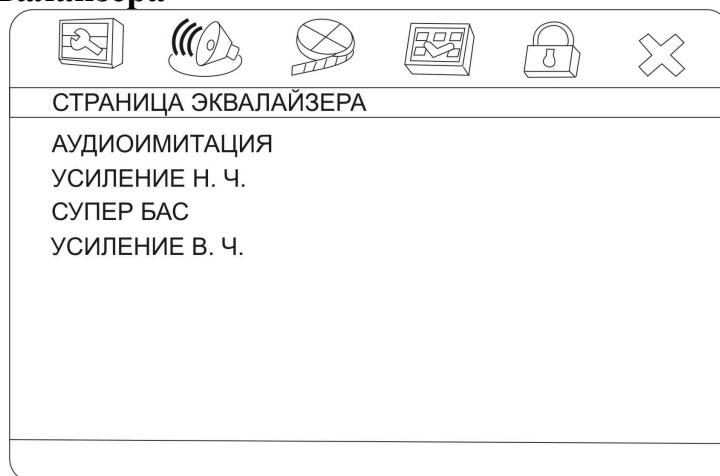 СТРАНИЦА ЭКВАЛАЙЗЕРА
АУДИОИМИТАЦИЯ
УСИЛЕНИЕ Н. Ч.
СУПЕР БАС
УСИЛЕНИЕ В. Ч.